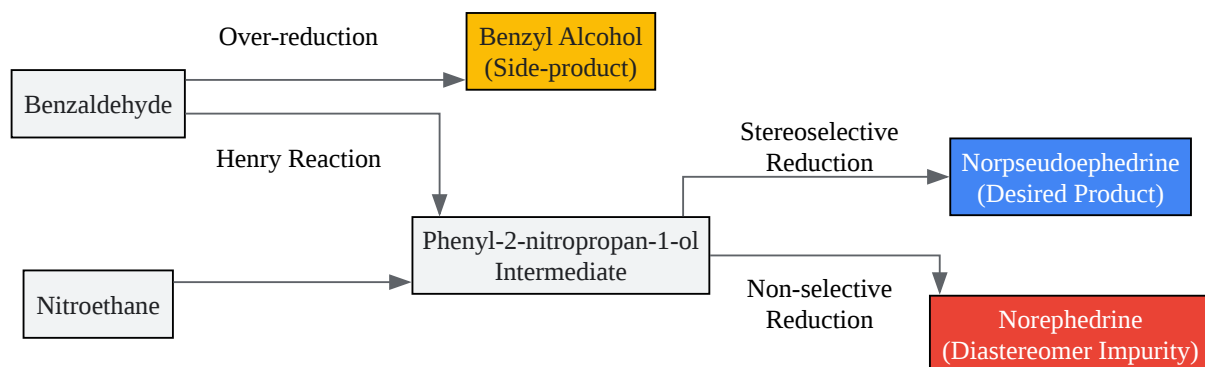 Over-reduction
Benzyl Alcohol
(Side-product)
Benzaldehyde
Henry Reaction
Stereoselective
Reduction
Norpseudoephedrine
(Desired Product)
Phenyl-2-nitropropan-1-ol
Intermediate
Nitroethane
Non-selective
Reduction
Norephedrine
(Diastereomer Impurity)